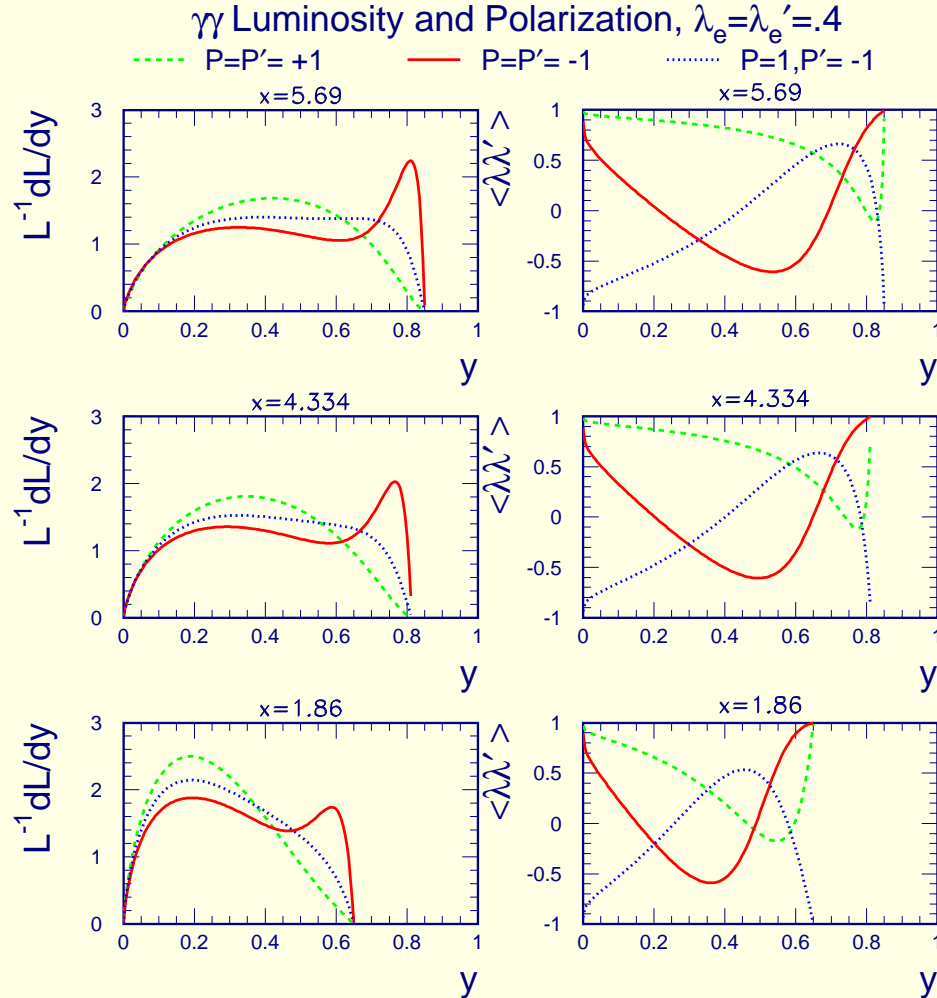 γγ Luminosity and Polarization, λe=λe′=.4
P=P′= +1 P=P′= -1 P=1,P′= -1
x=5.69
L-1dL/dy
3
2
1
0
0 0.2 0.4 0.6 0.8 1
y
x=5.69
<λλ′>
1
0.5
0
-0.5
-1
0 0.2 0.4 0.6 0.8 1
y
x=4.334
L-1dL/dy
3
2
1
0
0 0.2 0.4 0.6 0.8 1
y
x=4.334
<λλ′>
1
0.5
0
-0.5
-1
0 0.2 0.4 0.6 0.8 1
y
x=1.86
L-1dL/dy
3
2
1
0
0 0.2 0.4 0.6 0.8 1
y
x=1.86
<λλ′>
1
0.5
0
-0.5
-1
0 0.2 0.4 0.6 0.8 1
y